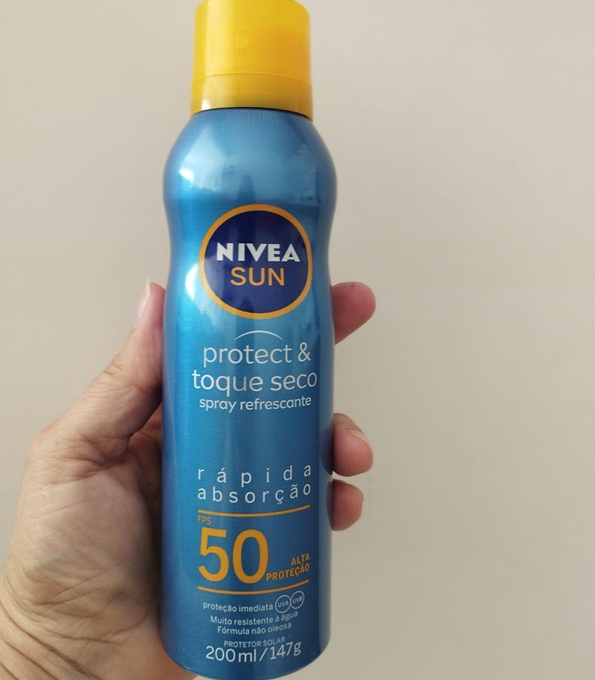 NIVEA
SUN
protect &
toque seco
spray refrescante
rápida
absorção
FPS
50
ALTA
PROTEÇÃO
proteção imediata UVA UVB
Muito resistente à água
Fórmula não oleosa
PROTETOR SOLAR
200ml/147g